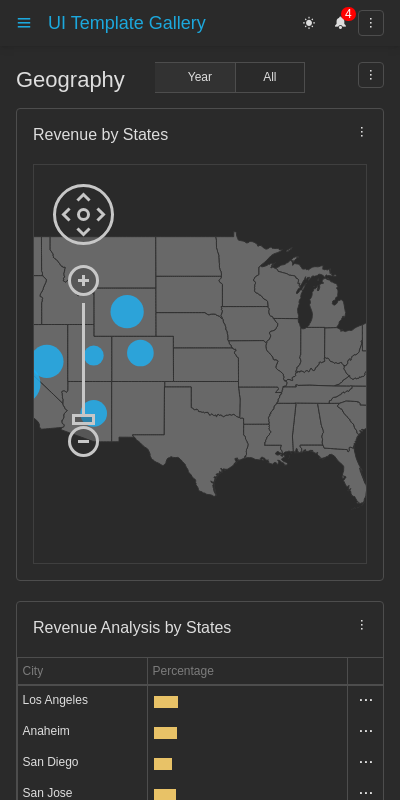 UI Template Gallery
4
Geography
Year
All
Revenue by States
Revenue Analysis by States
City
Percentage
Los Angeles
Anaheim
San Diego
San Jose